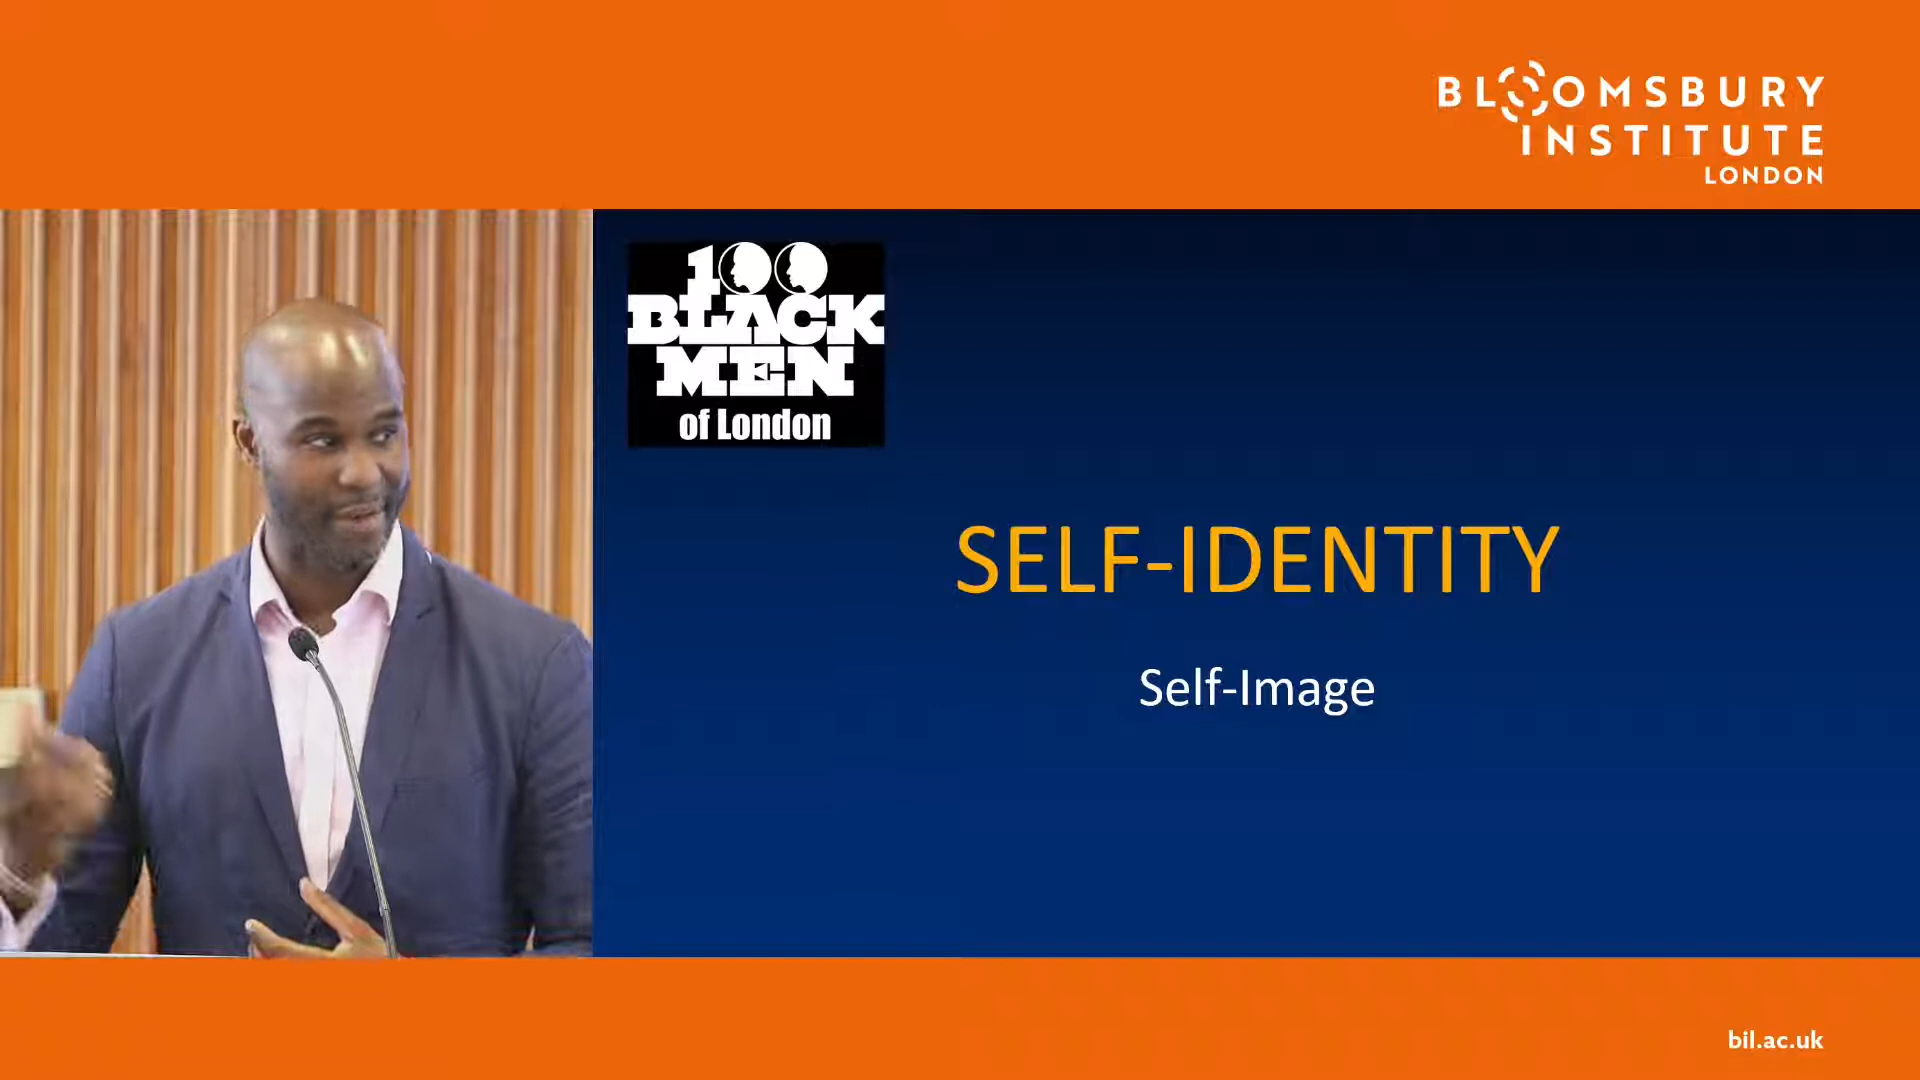 BLOOMSBURY
INSTITUTE
LONDON
100
BLACK
MEN
of London
SELF-IDENTITY
Self-Image
bil.ac.uk